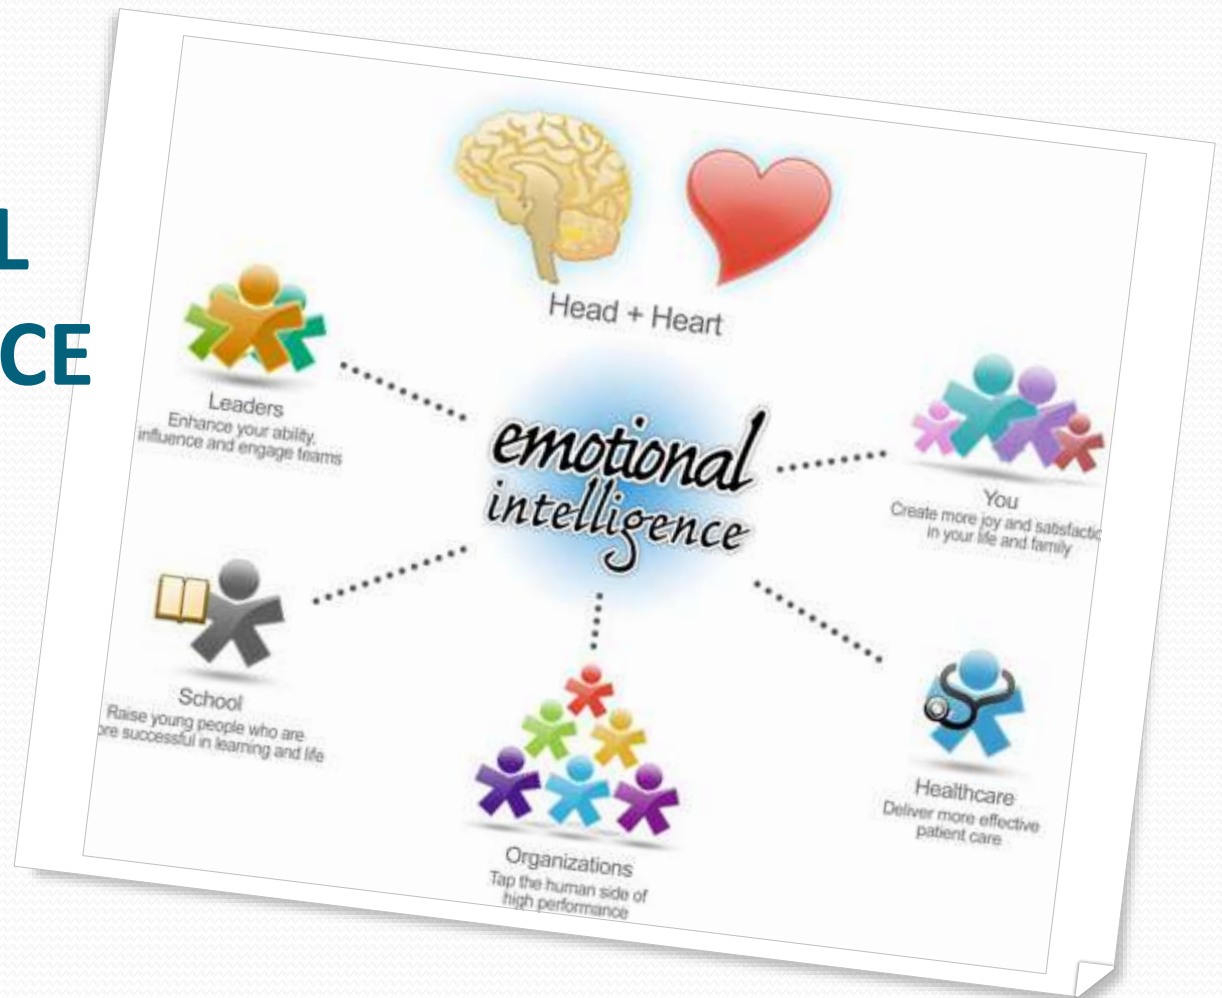 L
CE
Head + Heart
emotional
intelligence
Leaders
Enhance your ability,
influence and engage teams
You
Create more joy and satisfactio
in your life and family
School
Raise young people who are
ore successful in learning and life
Organizations
Tap the human side of
high performance
Healthcare
Deliver more effective
patient care